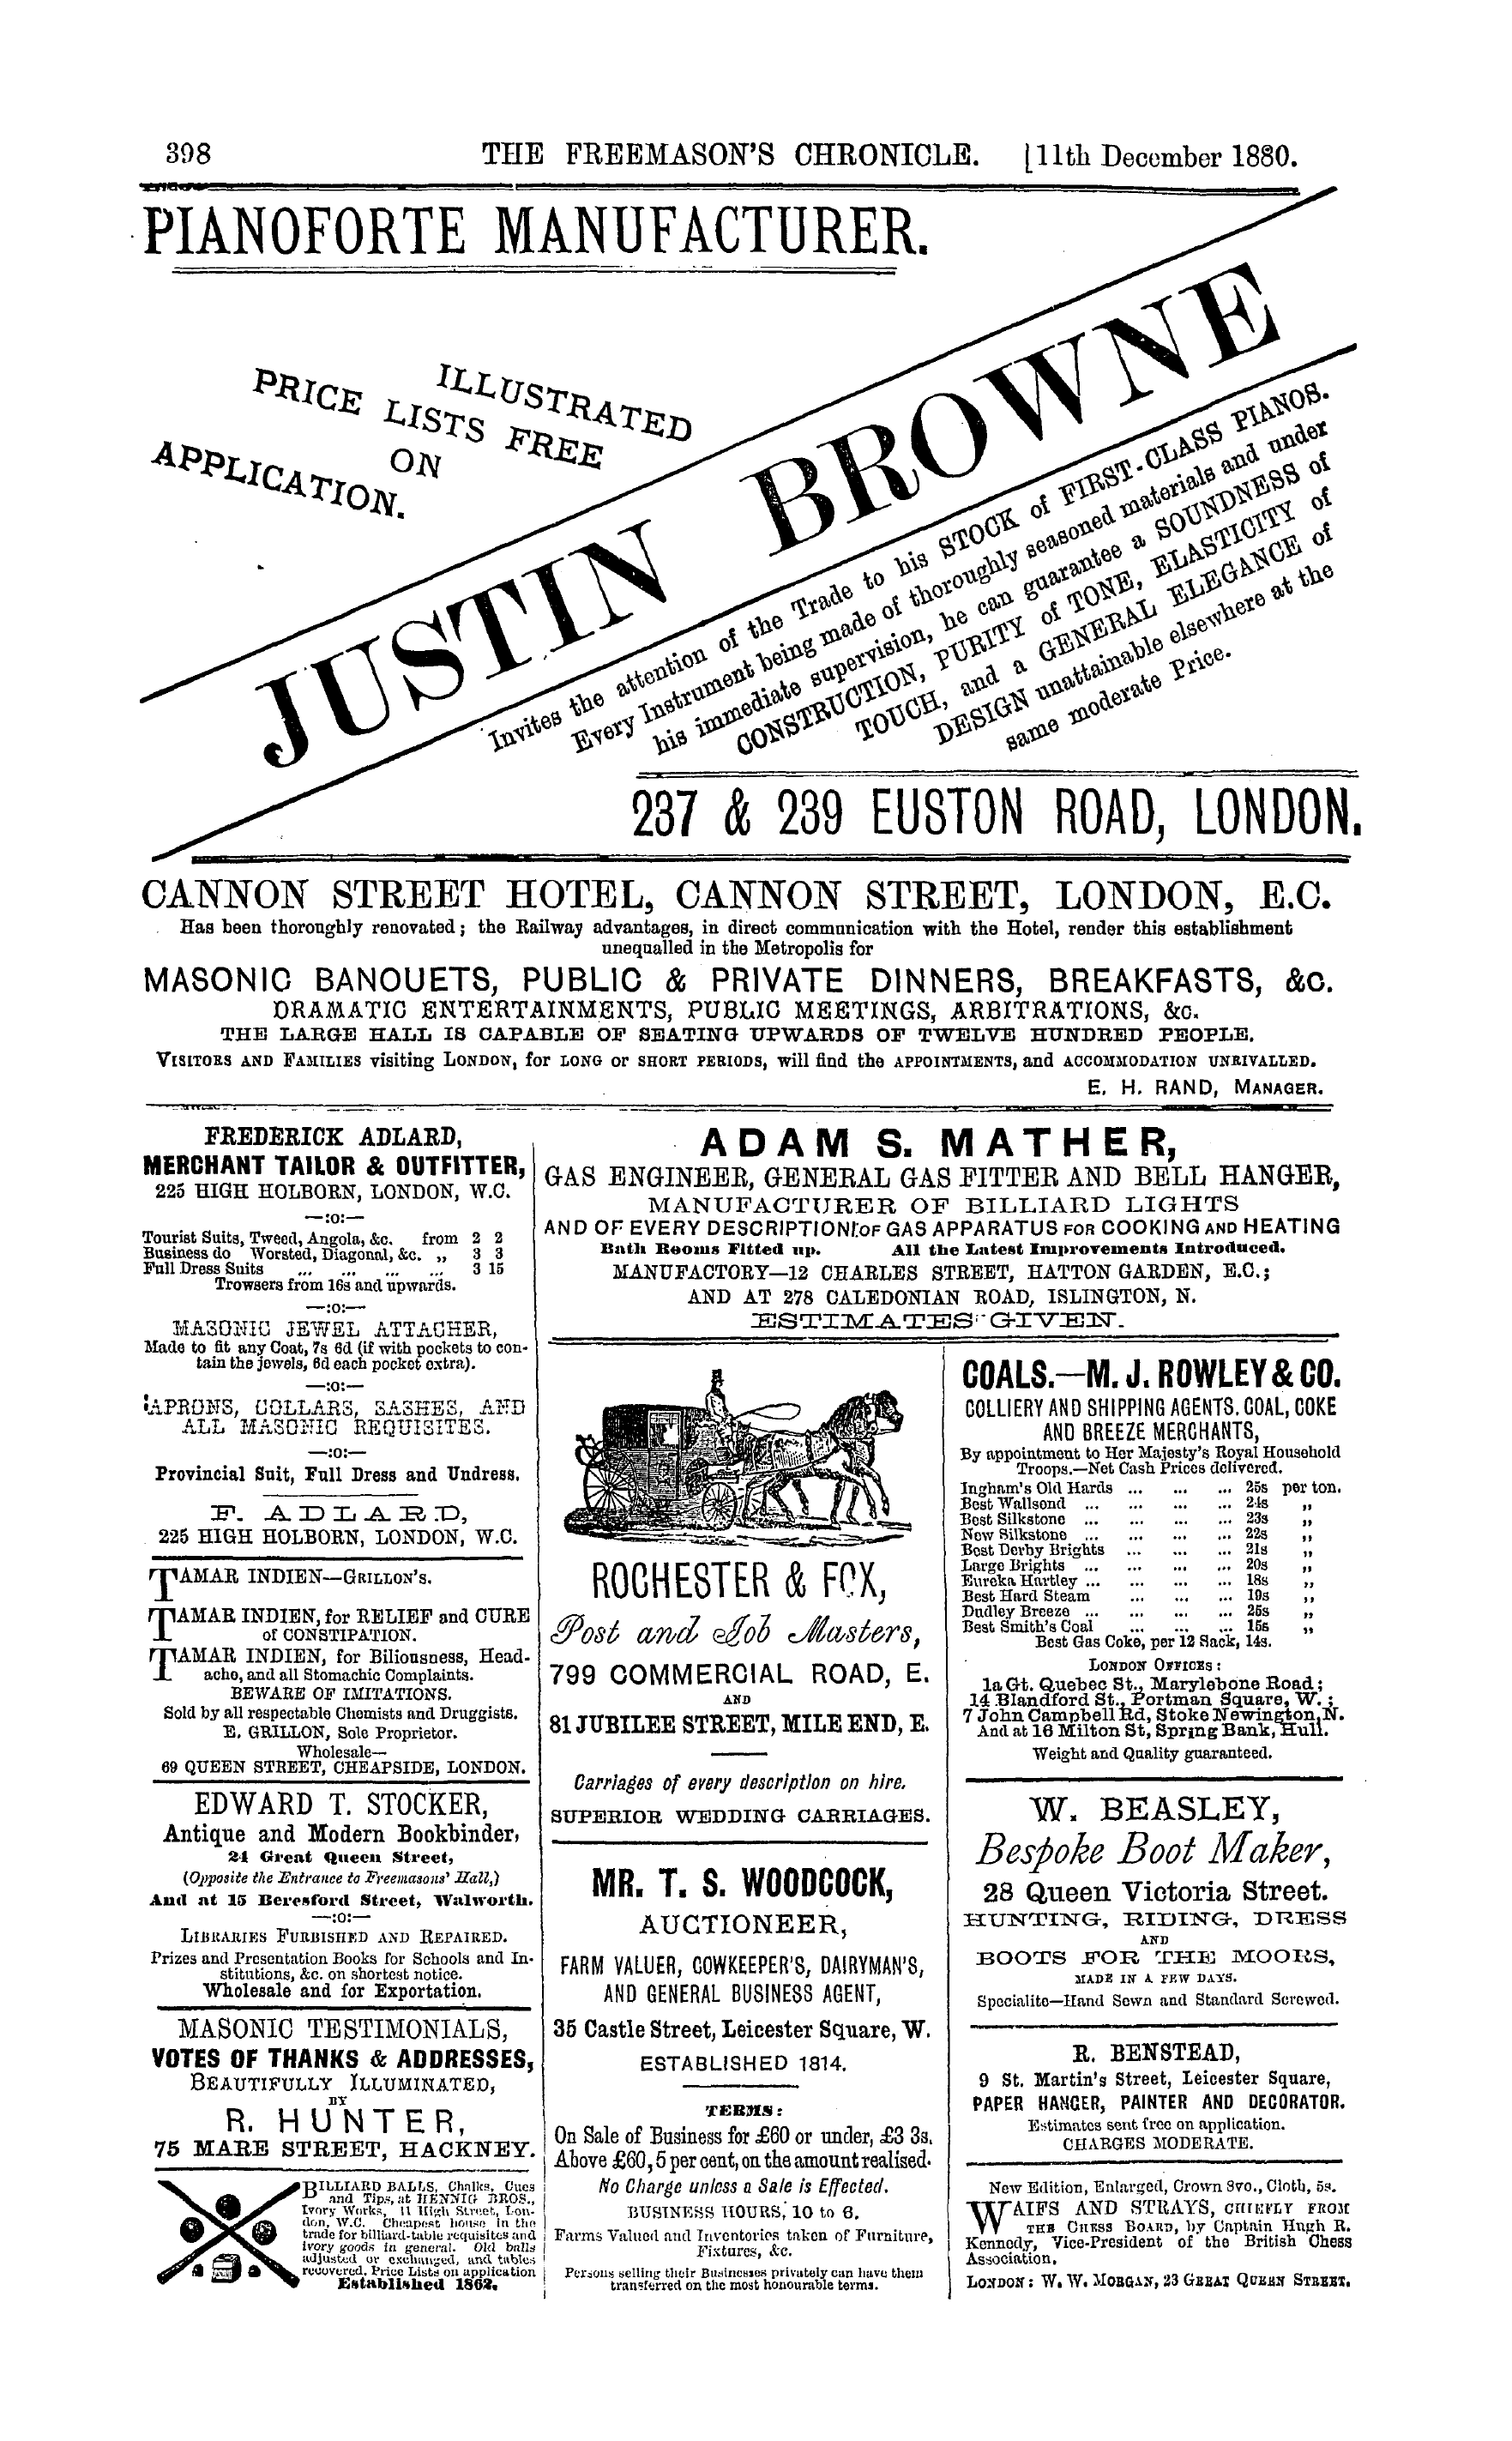 398 THE FREEMASON'S CHRONICLE. [11th December 1880.
PIANOFORTE MANUFACTURER.
ILLUSTRATED
PRICE LISTS FREE
ON
APPLICATION.
JUSTIN BROWNE
Invites the attention of the Trade to his STOCK of FIRST-CLASS PIANOS.
Every Instrument being made of thoroughly seasoned materials and under
his immediate supervision, he can guarantee a SOUNDNESS of
CONSTRUCTION, PURITY of TONE, ELASTICITY of
TOUCH, and a GENERAL ELEGANCE of
DESIGN unattainable elsewhere at the
same moderate Price.
237 & 239 EUSTON ROAD, LONDON.
CANNON STREET HOTEL, CANNON STREET, LONDON, E.C.
Has been thoroughly renovated; the Railway advantages, in direct communication with the Hotel, render this establishment
unequalled in the Metropolis for
MASONIC BANQUETS, PUBLIC & PRIVATE DINNERS, BREAKFASTS, &c.
DRAMATIC ENTERTAINMENTS, PUBLIC MEETINGS, ARBITRATIONS, &c.
THE LARGE HALL IS CAPABLE OF SEATING UPWARDS OF TWELVE HUNDRED PEOPLE.
VISITORS AND FAMILIES visiting LONDON, for LONG or SHORT PERIODS, will find the APPOINTMENTS, and ACCOMMODATION UNRIVALLED.
E. H. RAND, MANAGER.
FREDERICK ADLARD,
MERCHANT TAILOR & OUTFITTER,
225 HIGH HOLBORN, LONDON, W.C.
—:o:—
Tourist Suits, Tweed, Angola, &c. from 2 2
Business do Worsted, Diagonal, &c. „ 3 3
Full Dress Suits ... ... ... ... 3 15
Trowsers from 16s and upwards.
—:o:—
MASONIC JEWEL ATTACHER,
Made to fit any Coat, 7s 6d (if with pockets to con-
tain the jewels, 6d each pocket extra).
—:o:—
APRONS, COLLARS, SASHES, AND
ALL MASONIC REQUISITES.
—:o:—
Provincial Suit, Full Dress and Undress.
F. ADLARD,
225 HIGH HOLBORN, LONDON, W.C.
TAMAR INDIEN—GRILLON'S.
TAMAR INDIEN, for RELIEF and CURE
of CONSTIPATION.
TAMAR INDIEN, for Biliousness, Head-
ache, and all Stomachic Complaints.
BEWARE OF IMITATIONS.
Sold by all respectable Chemists and Druggists.
E. GRILLON, Sole Proprietor.
Wholesale—
69 QUEEN STREET, CHEAPSIDE, LONDON.
EDWARD T. STOCKER,
Antique and Modern Bookbinder,
24 Great Queen Street,
(Opposite the Entrance to Freemasons' Hall,)
And at 15 Beresford Street, Walworth.
—:o:—
LIBRARIES FURBISHED AND REPAIRED.
Prizes and Presentation Books for Schools and In-
stitutions, &c. on shortest notice.
Wholesale and for Exportation.
MASONIC TESTIMONIALS,
VOTES OF THANKS & ADDRESSES,
BEAUTIFULLY ILLUMINATED,
BY
R. HUNTER,
75 MARE STREET, HACKNEY.
BILLIARD BALLS, Chalks, Cues
and Tips, at HENNIG BROS.,
Ivory Works, 11 High Street, Lon-
don, W.C. Cheapest house in the
trade for billiard-table requisites and
ivory goods in general. Old balls
adjusted or exchanged, and tables
recovered. Price Lists on application
Established 1862.
ADAM S. MATHER,
GAS ENGINEER, GENERAL GAS FITTER AND BELL HANGER,
MANUFACTURER OF BILLIARD LIGHTS
AND OF EVERY DESCRIPTION OF GAS APPARATUS FOR COOKING AND HEATING
Bath Rooms Fitted up. All the Latest Improvements Introduced.
MANUFACTORY—12 CHARLES STREET, HATTON GARDEN, E.C.;
AND AT 278 CALEDONIAN ROAD, ISLINGTON, N.
ESTIMATES GIVEN.
ROCHESTER & FOX,
Post and Job Masters,
799 COMMERCIAL ROAD, E.
AND
81 JUBILEE STREET, MILE END, E.
Carriages of every description on hire.
SUPERIOR WEDDING CARRIAGES.
MR. T. S. WOODCOCK,
AUCTIONEER,
FARM VALUER, COWKEEPER'S, DAIRYMAN'S,
AND GENERAL BUSINESS AGENT,
35 Castle Street, Leicester Square, W.
ESTABLISHED 1814.
TERMS:
On Sale of Business for £60 or under, £3 3s.
Above £60, 5 per cent, on the amount realised.
No Charge unless a Sale is Effected.
BUSINESS HOURS, 10 to 6.
Farms Valued and Inventories taken of Furniture,
Fixtures, &c.
Persons selling their Businesses privately can have them
transferred on the most honourable terms.
COALS.—M. J. ROWLEY & CO.
COLLIERY AND SHIPPING AGENTS. COAL, COKE
AND BREEZE MERCHANTS,
By appointment to Her Majesty's Royal Household
Troops.—Net Cash Prices delivered.
Ingham's Old Hards ... ... ... 25s per ton.
Best Wallsend ... ... ... 24s „
Best Silkstone ... ... ... 23s „
New Silkstone ... ... ... 22s „
Best Derby Brights ... ... ... 21s „
Large Brights ... ... ... 20s „
Eureka Hartley ... ... ... ... 18s „
Best Hard Steam ... ... 19s „
Dudley Breeze ... ... ... ... 25s „
Best Smith's Coal ... ... ... 15s „
Best Gas Coke, per 12 Sack, 14s.
LONDON OFFICES:
1a Gt. Quebec St., Marylebone Road;
14 Blandford St., Portman Square, W.;
7 John Campbell Rd, Stoke Newington, N.
And at 16 Milton St, Spring Bank, Hull.
Weight and Quality guaranteed.
W. BEASLEY,
Bespoke Boot Maker,
28 Queen Victoria Street.
HUNTING, RIDING, DRESS
AND
BOOTS FOR THE MOORS,
MADE IN A FEW DAYS.
Specialite—Hand Sewn and Standard Screwed.
R. BENSTEAD,
9 St. Martin's Street, Leicester Square,
PAPER HANGER, PAINTER AND DECORATOR.
Estimates sent free on application.
CHARGES MODERATE.
New Edition, Enlarged, Crown 8vo., Cloth, 5s.
WAIFS AND STRAYS, CHIEFLY FROM
THE CHESS BOARD, by Captain Hugh R.
Kennedy, Vice-President of the British Chess
Association.
LONDON: W. W. MORGAN, 23 GREAT QUEEN STREET.